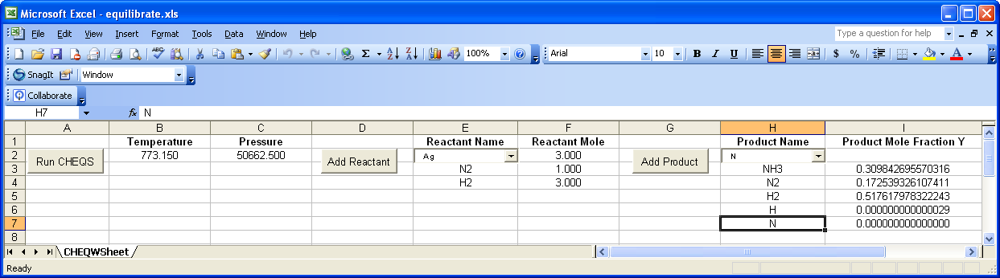 Microsoft Excel - equilibrate.xls
File Edit View Insert Format Tools Data Window Help Type a question for help
100% Arial 10 B I U $ %
SnagIt Window
Collaborate
H7 fx N
A B C D E F G H I
1 Temperature Pressure Reactant Name Reactant Mole Product Name Product Mole Fraction Y
2 Run CHEQS 773.150 50662.500 Add Reactant Ag 3.000 Add Product N
3 N2 1.000 NH3 0.309842695570316
4 H2 3.000 N2 0.172539326107411
5 H2 0.517617978322243
6 H 0.000000000000029
7 N 0.000000000000000
8
CHEQWSheet
Ready